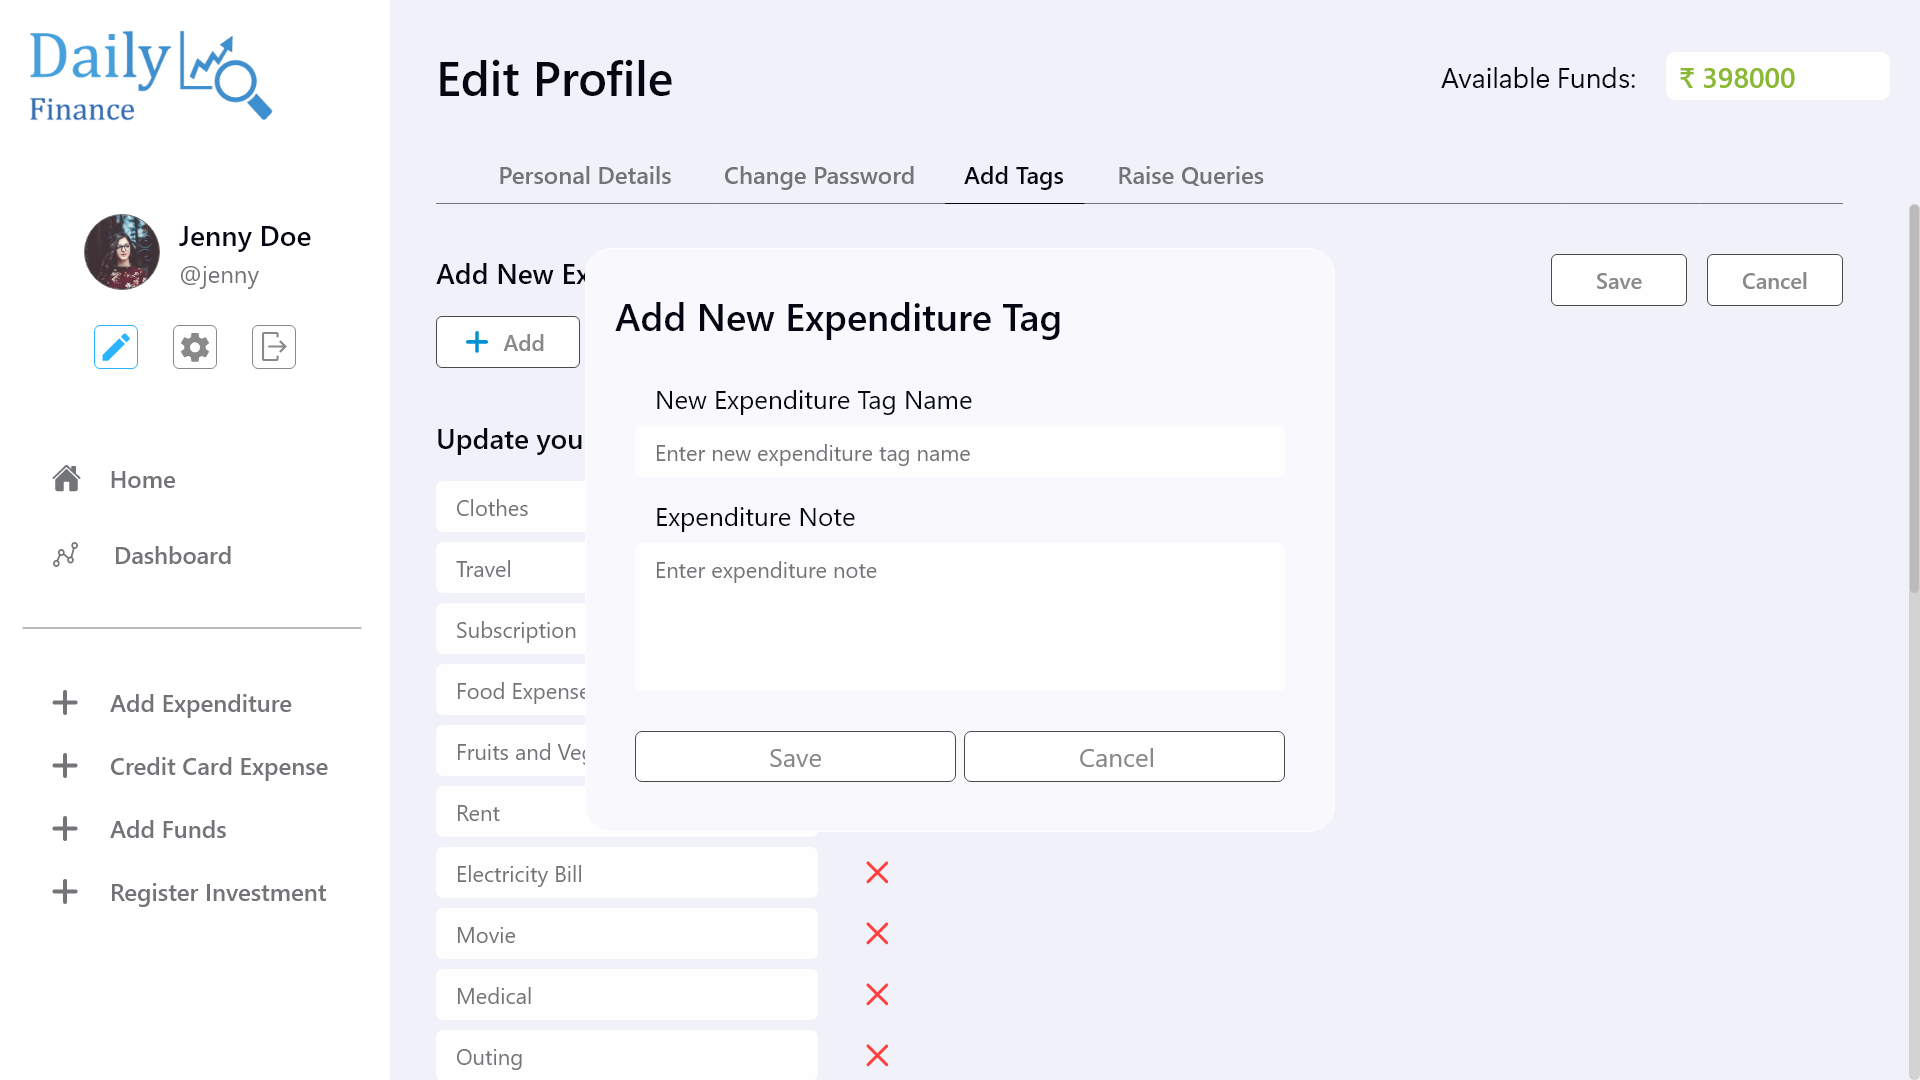 Daily
Finance
Edit Profile
Available Funds:
₹ 398000
Personal Details
Change Password
Add Tags
Raise Queries
Jenny Doe
@jenny
Home
Dashboard
Add Expenditure
Credit Card Expense
Add Funds
Register Investment
Add New Ex
Save
Cancel
Add
Update you
Clothes
Travel
Subscription
Food Expense
Fruits and Veg
Rent
Electricity Bill
Movie
Medical
Outing
Add New Expenditure Tag
New Expenditure Tag Name
Enter new expenditure tag name
Expenditure Note
Enter expenditure note
Save
Cancel